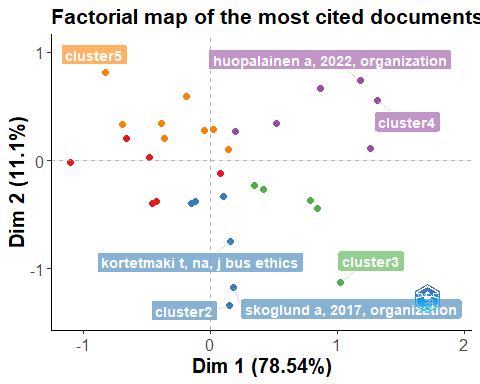 Factorial map of the most cited documents
cluster5
huopalainen a, 2022, organization
cluster4
kortetmaki t, na, j bus ethics
cluster3
cluster2
skoglund a, 2017, organization
Dim 2 (11.1%)
1
0
-1
-1
0
1
2
Dim 1 (78.54%)